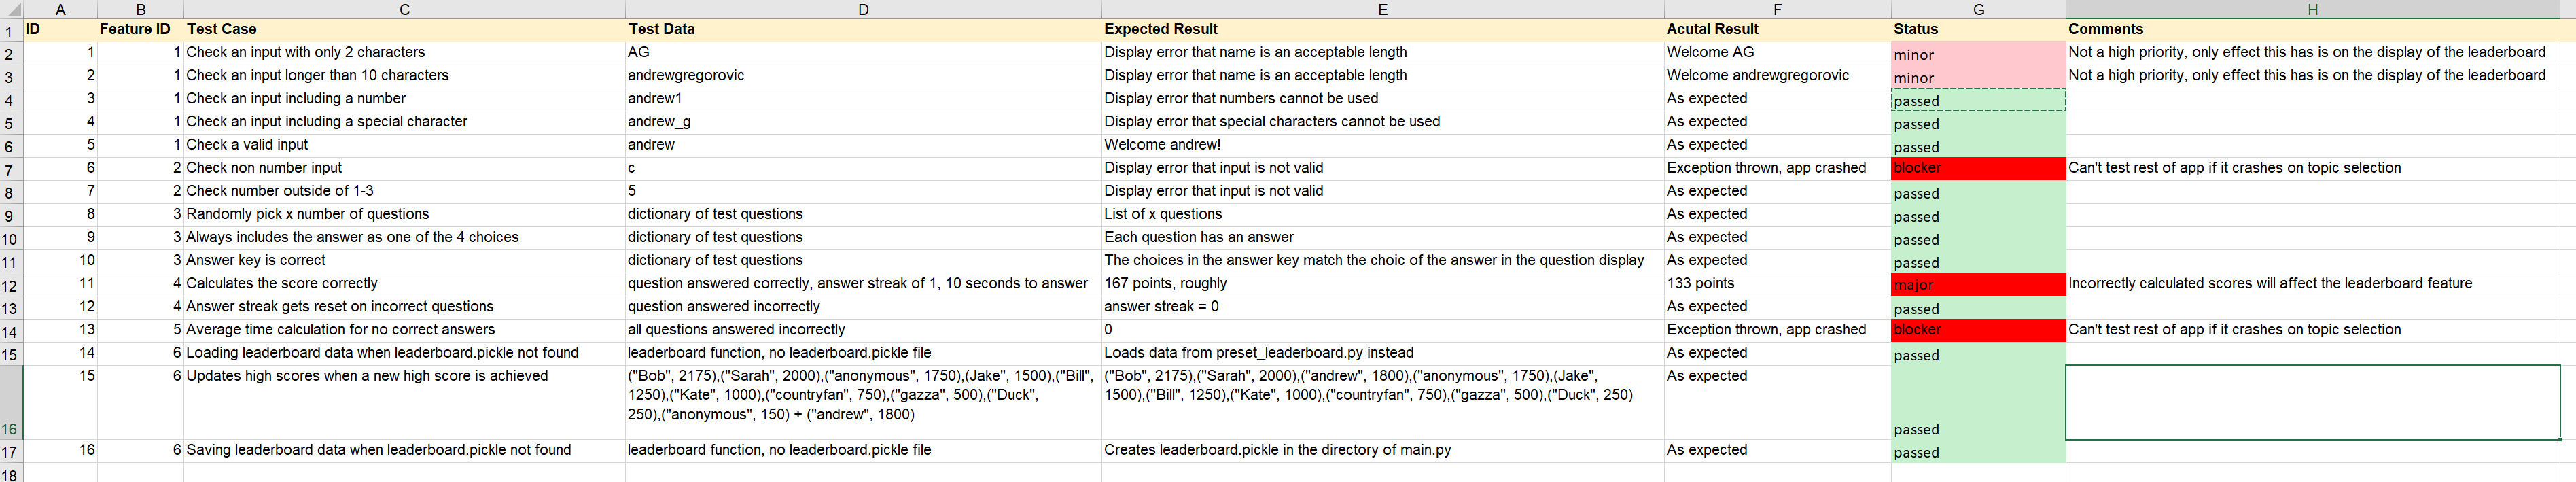 A B C D E F G H
1 ID Feature ID Test Case Test Data Expected Result Acutal Result Status Comments
2 1 1 Check an input with only 2 characters AG Display error that name is an acceptable length Welcome AG minor Not a high priority, only effect this has is on the display of the leaderboard
3 2 1 Check an input longer than 10 characters andrewgregorovic Display error that name is an acceptable length Welcome andrewgregorovic minor Not a high priority, only effect this has is on the display of the leaderboard
4 3 1 Check an input including a number andrew1 Display error that numbers cannot be used As expected passed
5 4 1 Check an input including a special character andrew_g Display error that special characters cannot be used As expected passed
6 5 1 Check a valid input andrew Welcome andrew! As expected passed
7 6 2 Check non number input c Display error that input is not valid Exception thrown, app crashed blocker Can't test rest of app if it crashes on topic selection
8 7 2 Check number outside of 1-3 5 Display error that input is not valid As expected passed
9 8 3 Randomly pick x number of questions dictionary of test questions List of x questions As expected passed
10 9 3 Always includes the answer as one of the 4 choices dictionary of test questions Each question has an answer As expected passed
11 10 3 Answer key is correct dictionary of test questions The choices in the answer key match the choic of the answer in the question display As expected passed
12 11 4 Calculates the score correctly question answered correctly, answer streak of 1, 10 seconds to answer 167 points, roughly 133 points major Incorrectly calculated scores will affect the leaderboard feature
13 12 4 Answer streak gets reset on incorrect questions question answered incorrectly answer streak = 0 As expected passed
14 13 5 Average time calculation for no correct answers all questions answered incorrectly 0 Exception thrown, app crashed blocker Can't test rest of app if it crashes on topic selection
15 14 6 Loading leaderboard data when leaderboard.pickle not found leaderboard function, no leaderboard.pickle file Loads data from preset_leaderboard.py instead As expected passed
15 6 Updates high scores when a new high score is achieved ("Bob", 2175),("Sarah", 2000),("anonymous", 1750),(Jake", 1500),("Bill", ("Bob", 2175),("Sarah", 2000),("andrew", 1800),("anonymous", 1750),(Jake", As expected
1250),("Kate", 1000),("countryfan", 750),("gazza", 500),("Duck", 1500),("Bill", 1250),("Kate", 1000),("countryfan", 750),("gazza", 500),("Duck", 250)
250),("anonymous", 150) + ("andrew", 1800)
16 passed
17 16 6 Saving leaderboard data when leaderboard.pickle not found leaderboard function, no leaderboard.pickle file Creates leaderboard.pickle in the directory of main.py As expected passed
18